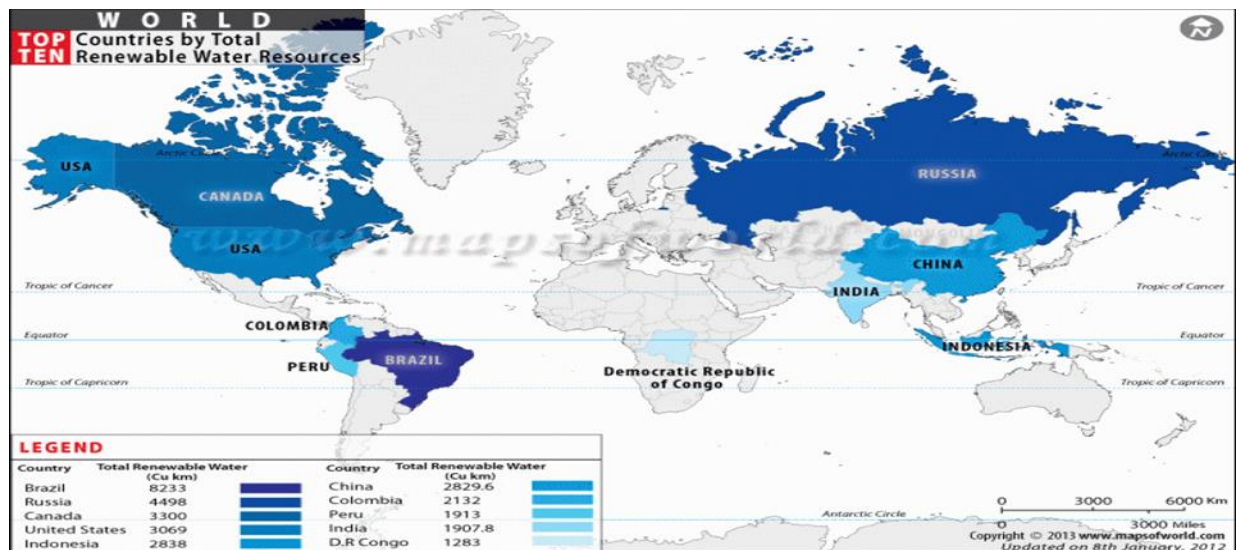 WORLD
TOP TEN Countries by Total
Renewable Water Resources
N
USA
Arctic Circle
CANADA
USA
RUSSIA
Arctic Circle
www.mapsofworld.com
MONGOLIA
CHINA
Tropic of Cancer
INDIA
Tropic of Cancer
COLOMBIA
Equator
Equator
INDONESIA
PERU
BRAZIL
Democratic Republic
of Congo
Tropic of Capricorn
Tropic of Capricorn
LEGEND
Country Total Renewable Water
(Cu km)
Brazil 8233
Russia 4498
Canada 3300
United States 3069
Indonesia 2838
Country Total Renewable Water
(Cu km)
China 2829.6
Colombia 2132
Peru 1913
India 1907.8
D.R Congo 1283
Antarctic Circle
0 3000 6000 Km
0 3000 Miles
Copyright © 2013 www.mapsofworld.com
Updated on 8th January, 2012